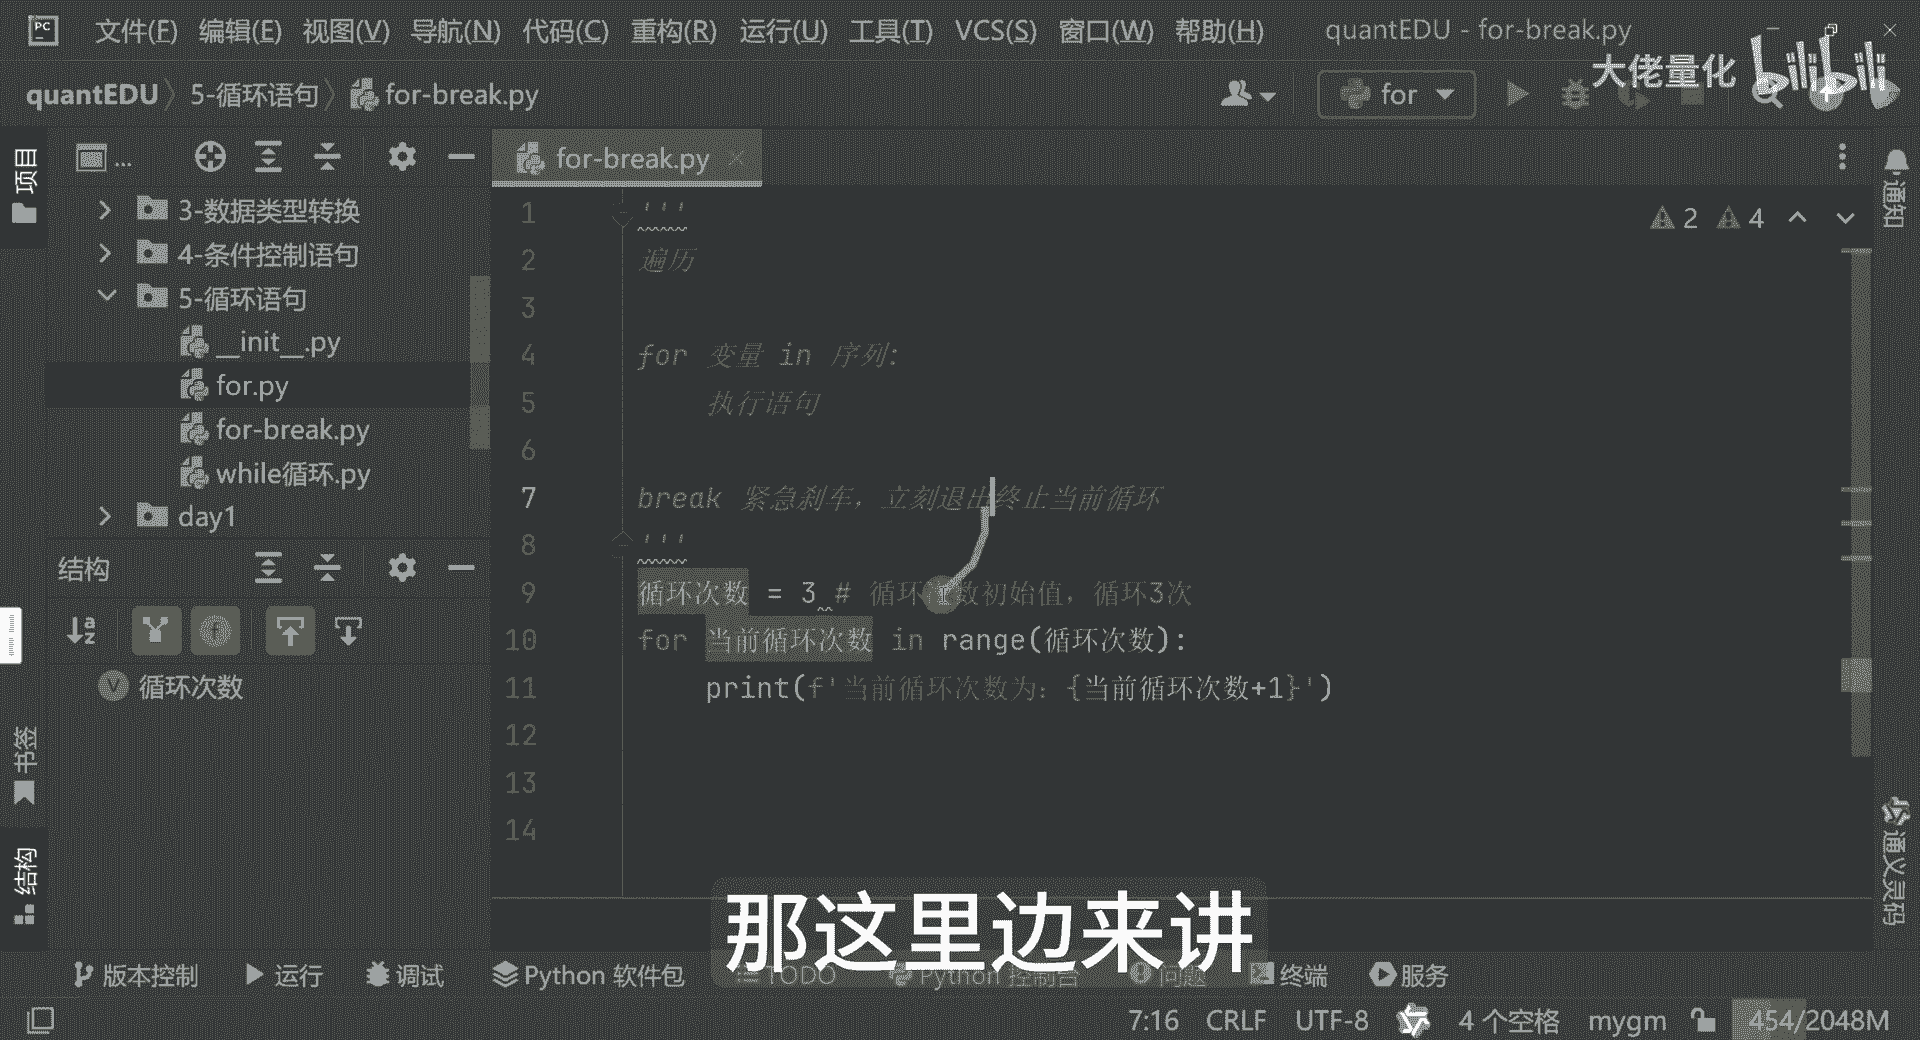 文件(F) 编辑(E) 视图(V) 导航(N) 代码(C) 重构(R) 运行(U) 工具(T) VCS(S) 窗口(W) 帮助(H) quantEDU - for-break.py
大佬量化 bilibili
quantEDU 5-循环语句 for-break.py for
项目
...
for-break.py
通知
3-数据类型转换
4-条件控制语句
5-循环语句
__init__.py
for.py
for-break.py
while循环.py
day1
结构
循环次数
书签
结构
2 4
1 '''
2 遍历
3
4 for 变量 in 序列:
5 执行语句
6
7 break 紧急刹车，立刻退出终止当前循环
8 '''
9 循环次数 = 3 # 循环次数初始值，循环3次
10 for 当前循环次数 in range(循环次数):
11 print(f'当前循环次数为: {当前循环次数+1}')
12
13
14
通义灵码
那这里边来讲
版本控制 运行 调试 Python 软件包 TODO Python 控制台 问题 终端 服务
7:16 CRLF UTF-8 4 个空格 mygm 454/2048M